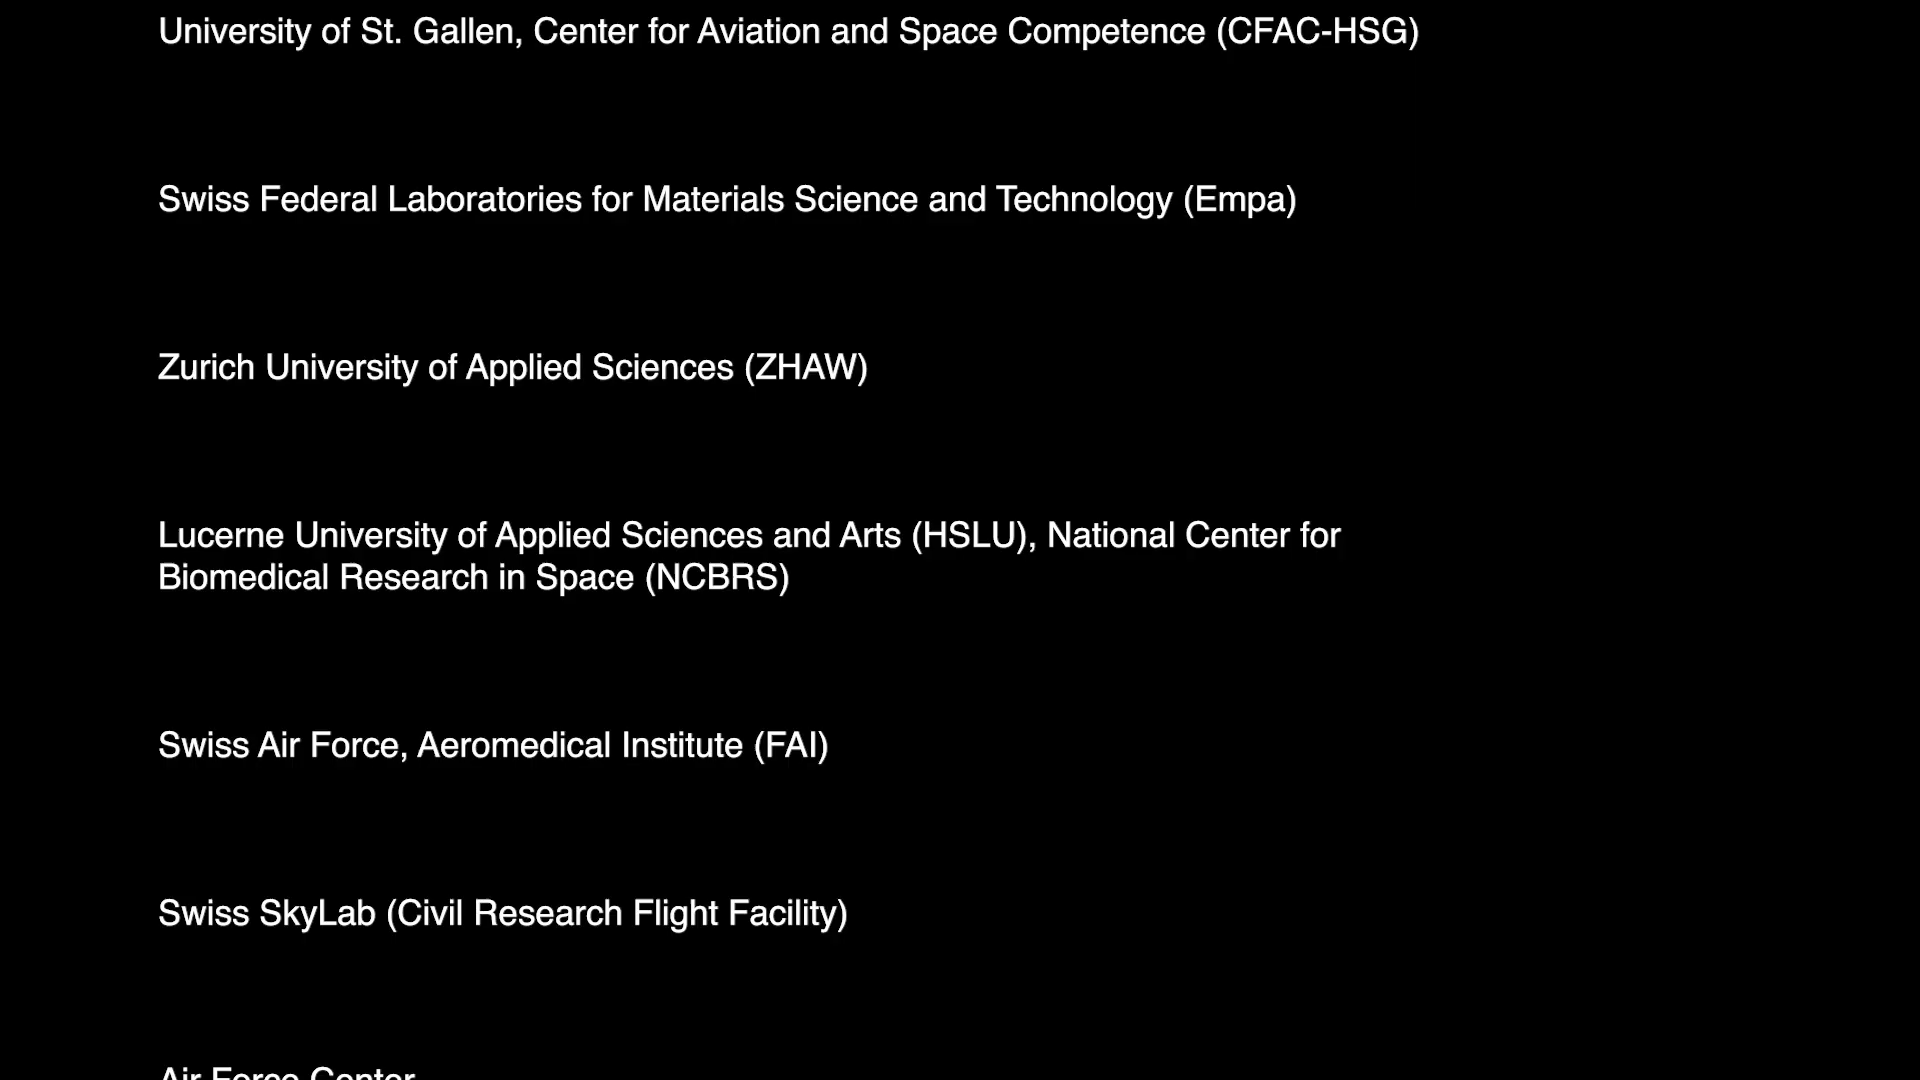 University of St. Gallen, Center for Aviation and Space Competence (CFAC-HSG)
Swiss Federal Laboratories for Materials Science and Technology (Empa)
Zurich University of Applied Sciences (ZHAW)
Lucerne University of Applied Sciences and Arts (HSLU), National Center for
Biomedical Research in Space (NCBRS)
Swiss Air Force, Aeromedical Institute (FAI)
Swiss SkyLab (Civil Research Flight Facility)
Air Force Center